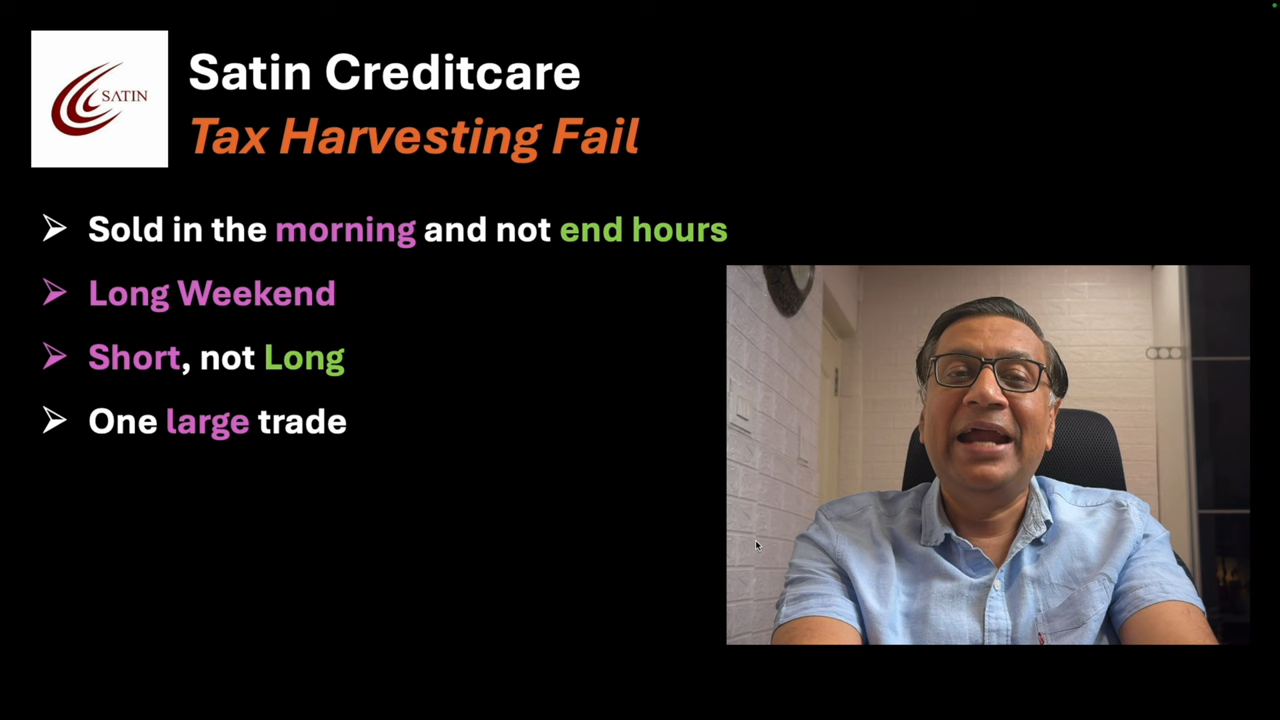 SATIN
Satin Creditcare
Tax Harvesting Fail
Sold in the morning and not end hours
Long Weekend
Short, not Long
One large trade